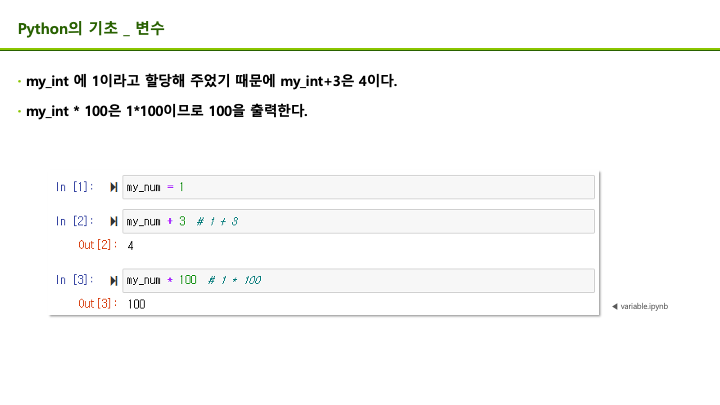 Python의 기초 _ 변수
· my_int 에 1이라고 할당해 주었기 때문에 my_int+3은 4이다.
· my_int * 100은 1*100이므로 100을 출력한다.
In [1]: my_num = 1
In [2]: my_num + 3 # 1 + 3
Out[2]: 4
In [3]: my_num * 100 # 1 * 100
Out[3]: 100
◀ variable.ipynb